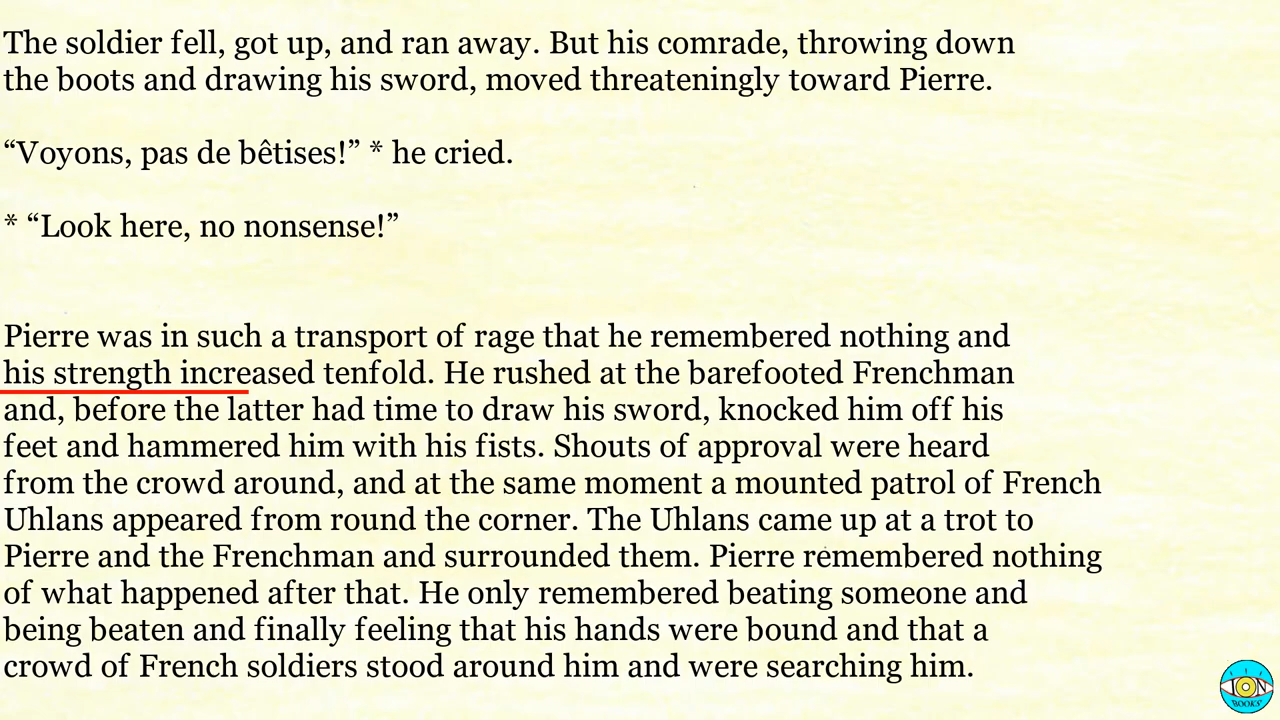 The soldier fell, got up, and ran away. But his comrade, throwing down
the boots and drawing his sword, moved threateningly toward Pierre.
“Voyons, pas de bêtises!” * he cried.
* “Look here, no nonsense!”
Pierre was in such a transport of rage that he remembered nothing and
his strength increased tenfold. He rushed at the barefooted Frenchman
and, before the latter had time to draw his sword, knocked him off his
feet and hammered him with his fists. Shouts of approval were heard
from the crowd around, and at the same moment a mounted patrol of French
Uhlans appeared from round the corner. The Uhlans came up at a trot to
Pierre and the Frenchman and surrounded them. Pierre remembered nothing
of what happened after that. He only remembered beating someone and
being beaten and finally feeling that his hands were bound and that a
crowd of French soldiers stood around him and were searching him.
ION
BOOKS